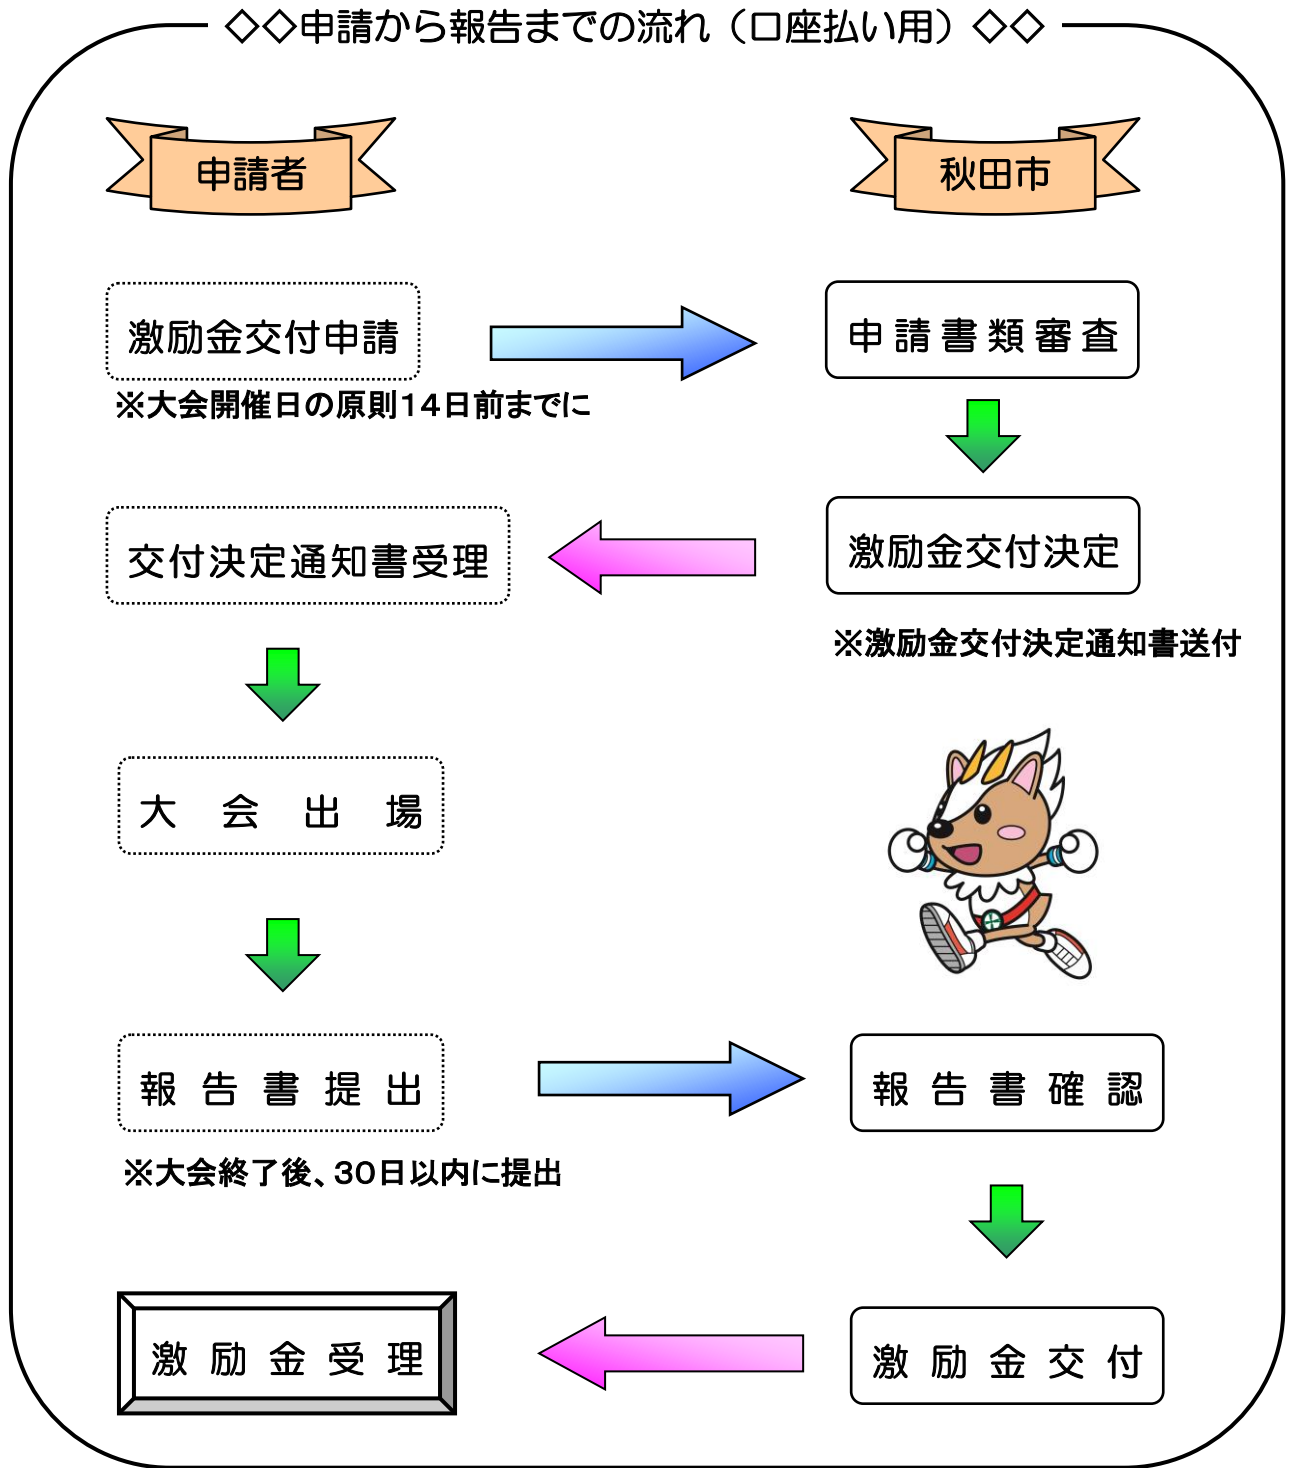 ◇◇申請から報告までの流れ（口座払い用）◇◇
申請者
秋田市
激励金交付申請
申請書類審査
※大会開催日の原則14日前までに
交付決定通知書受理
激励金交付決定
※激励金交付決定通知書送付
大会出場
報告書提出
報告書確認
※大会終了後、30日以内に提出
激励金受理
激励金交付